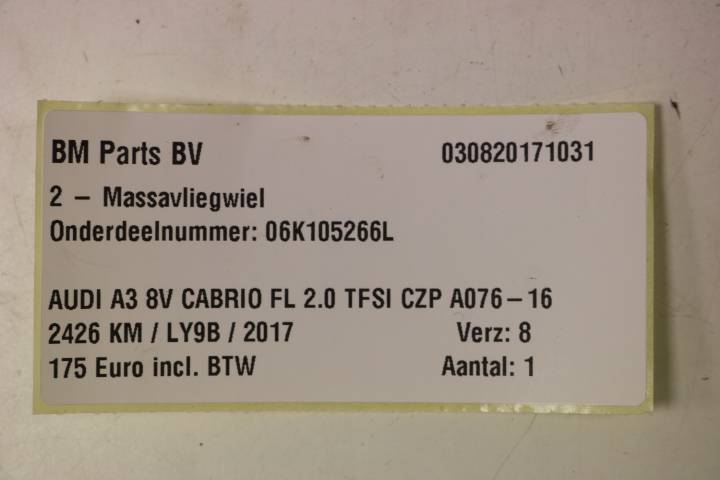 BM Parts BV 030820171031
2 – Massavliegwiel
Onderdeelnummer: 06K105266L
AUDI A3 8V CABRIO FL 2.0 TFSI CZP A076–16
2426 KM / LY9B / 2017 Verz: 8
175 Euro incl. BTW Aantal: 1